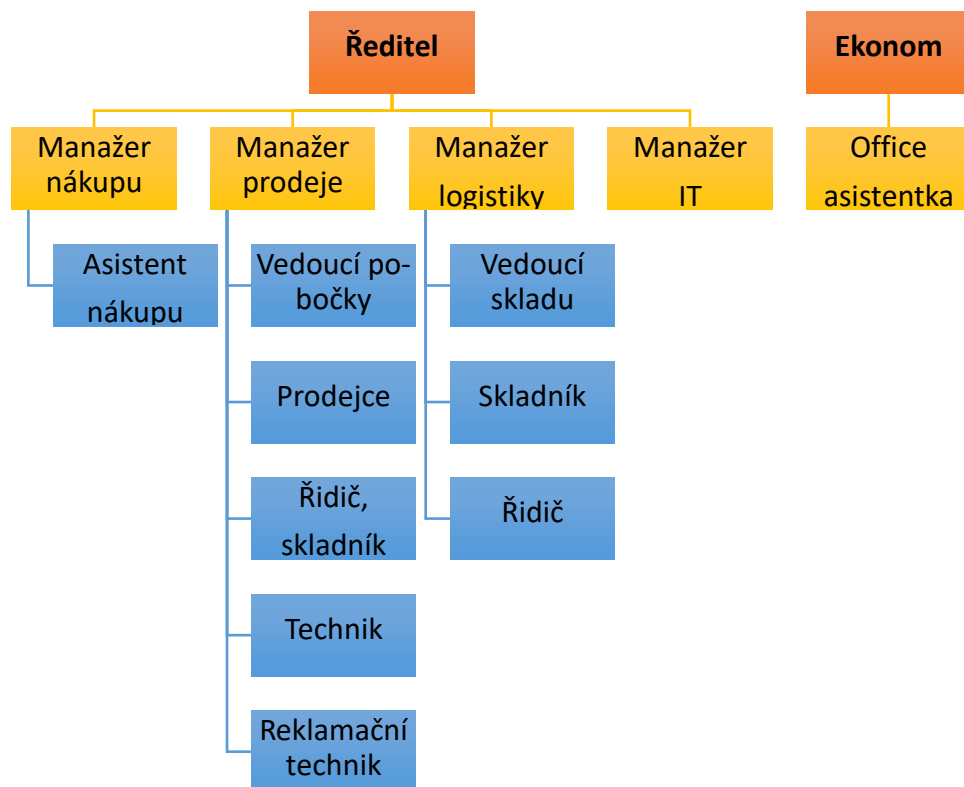 Ředitel
Ekonom
Manažer
nákupu
Manažer
prodeje
Manažer
logistiky
Manažer
IT
Office
asistentka
Asistent
nákupu
Vedoucí po-
bočky
Vedoucí
skladu
Prodejce
Skladník
Řidič,
skladník
Řidič
Technik
Reklamační
technik